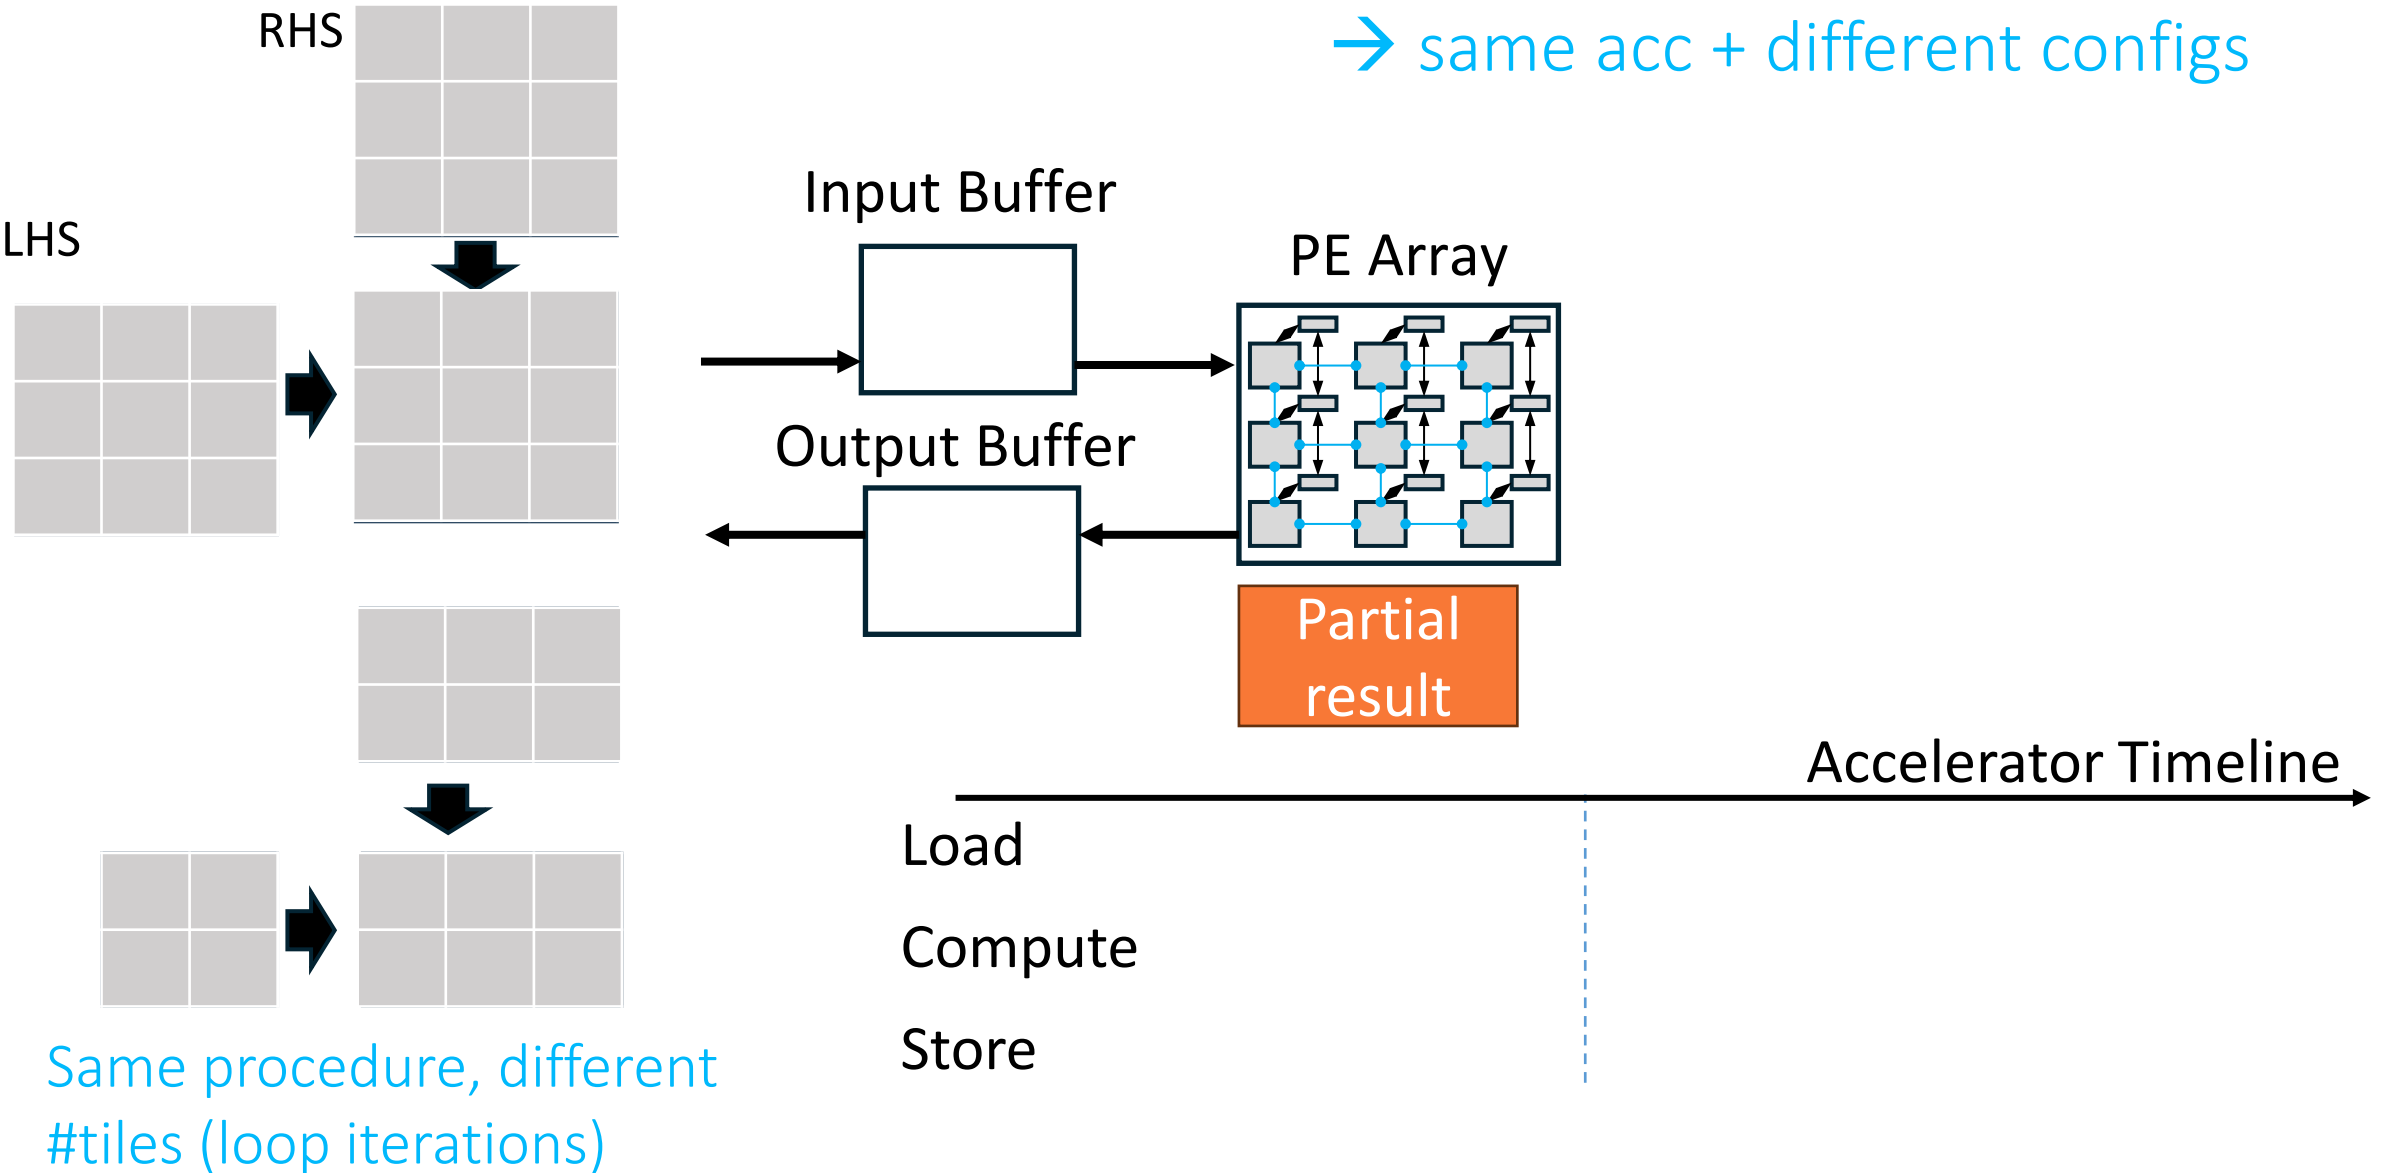 RHS
→ same acc + different configs
LHS
Input Buffer
PE Array
Output Buffer
Partial
result
Accelerator Timeline
Load
Compute
Store
Same procedure, different
#tiles (loop iterations)